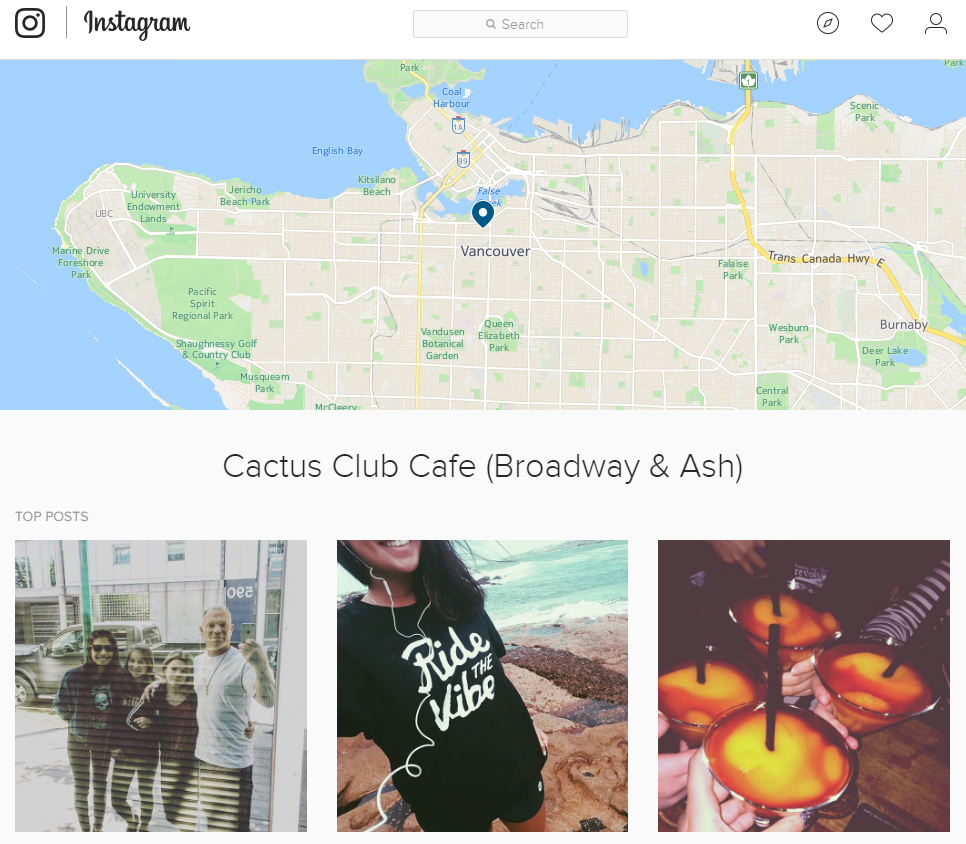 Instagram
Search
Park
Park
Coal
Harbour
Scenic
Park
1A
English Bay
99
Kitsilano
Beach
Jericho
Beach Park
University
Endowment
Lands
False
UBC
Vancouver
Marine Drive
Foreshore
Park
Trans Canada Hwy E
Falaise
Park
Pacific
Spirit
Regional Park
Queen
Elizabeth
Park
Vandusen
Botanical
Garden
Wesburn
Park
Burnaby
Shaughnessy Golf
& Country Club
Deer Lake
Park
Musqueam
Park
Central
Park
McCleery
Cactus Club Cafe (Broadway & Ash)
TOP POSTS
590
Ride
THE
Vibe